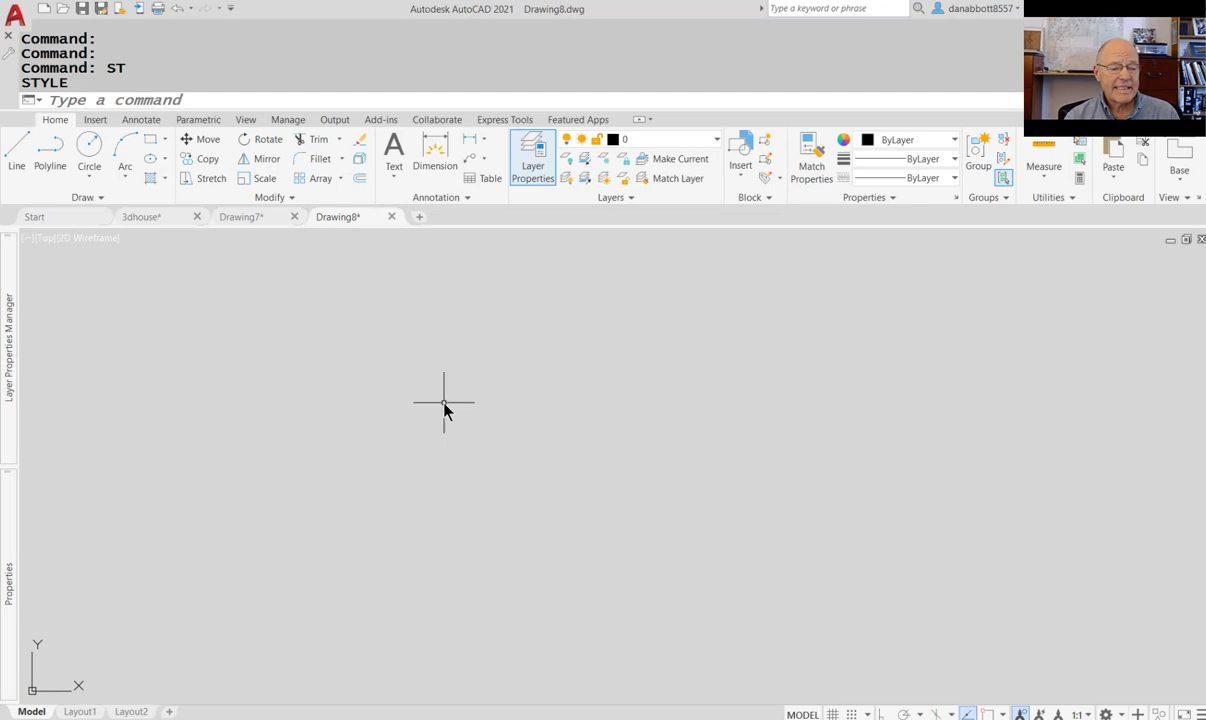 Autodesk AutoCAD 2021 Drawing8.dwg
Type a keyword or phrase
danabbott8557
Command:
Command:
Command: ST
STYLE
Type a command
Home Insert Annotate Parametric View Manage Output Add-ins Collaborate Express Tools Featured Apps
Line Polyline Circle Arc
Move Rotate Trim
Copy Mirror Fillet
Stretch Scale Array
Text Dimension Table
Layer Properties
0
Make Current
Match Layer
Insert
Match Properties
ByLayer
ByLayer
ByLayer
Group
Measure
Paste
Base
Draw Modify Annotation Layers Block Properties Groups Utilities Clipboard View
Start 3dhouse* Drawing7* Drawing8*
[−][Top][2D Wireframe]
Layer Properties Manager
Properties
Y
X
Model Layout1 Layout2
MODEL 1:1